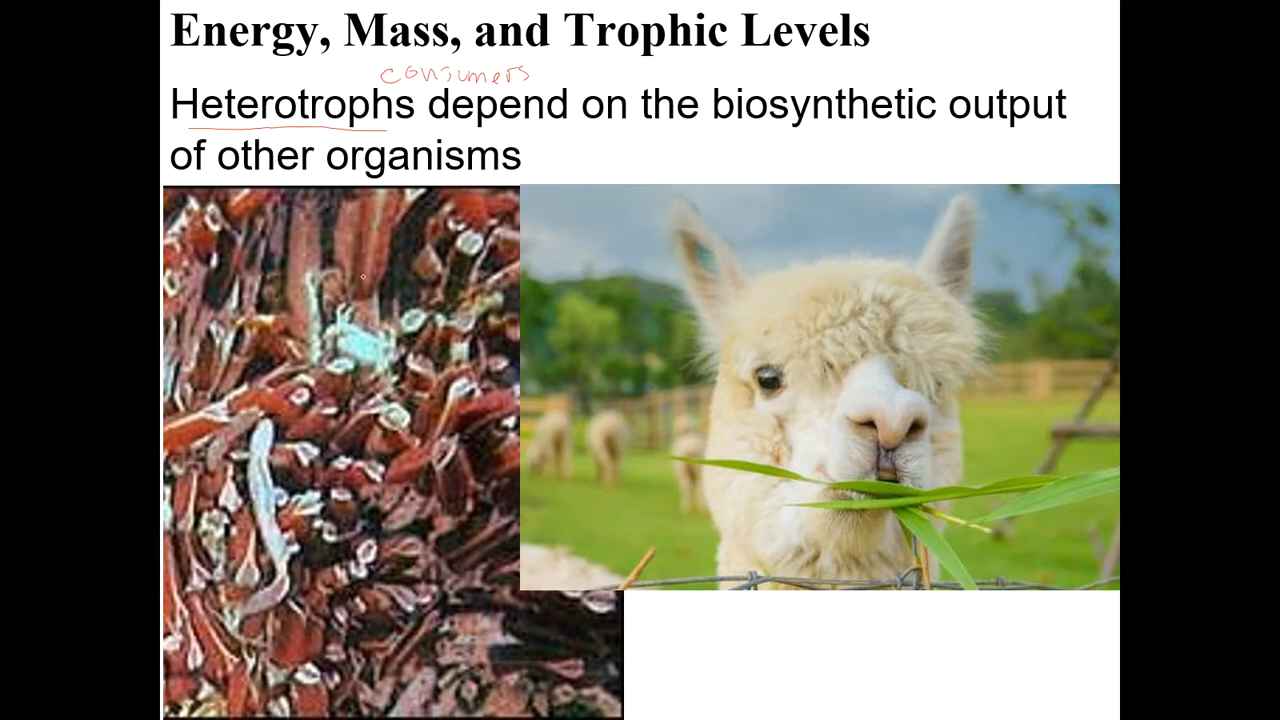 Energy, Mass, and Trophic Levels
consumers
Heterotrophs depend on the biosynthetic output
of other organisms